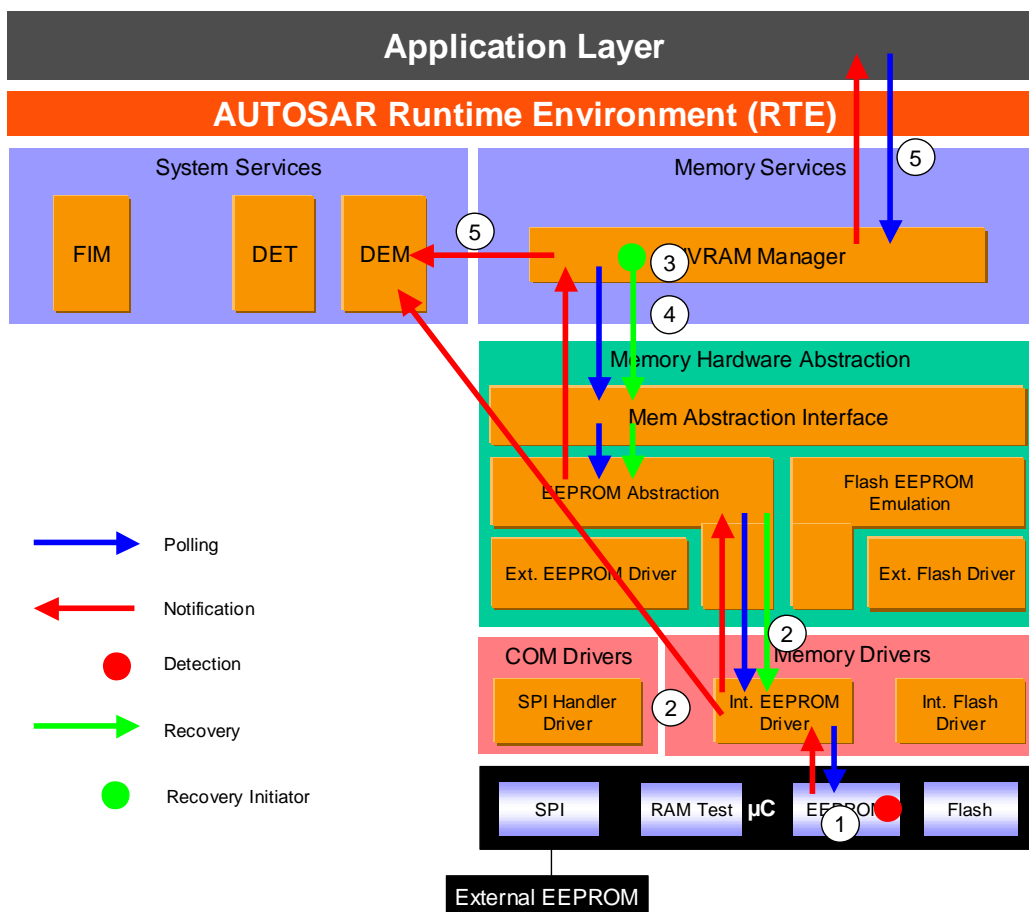 Application Layer
AUTOSAR Runtime Environment (RTE)
System Services
Memory Services
5
FIM
DET
DEM
5
3
VRAM Manager
4
Memory Hardware Abstraction
Mem Abstraction Interface
EEPROM Abstraction
Flash EEPROM
Emulation
Polling
Ext. EEPROM Driver
Ext. Flash Driver
Notification
2
Detection
COM Drivers
Memory Drivers
SPI Handler
Driver
2
Int. EEPROM
Driver
Int. Flash
Driver
Recovery
Recovery Initiator
SPI
RAM Test
µC
EEPROM
1
Flash
External EEPROM